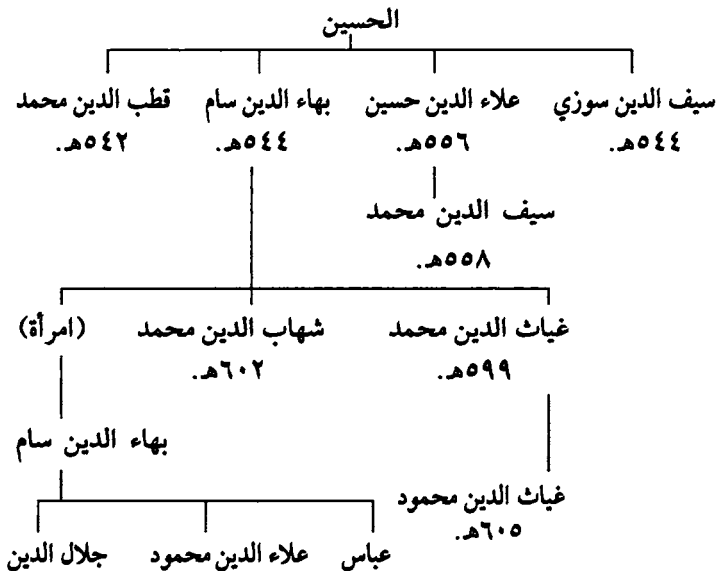 الحسين
سيف الدين سوزي علاء الدين حسين بهاء الدين سام قطب الدين محمد
٥٤٤هـ. ٥٥٦هـ. ٥٤٤هـ. ٥٤٢هـ.
سيف الدين محمد
٥٥٨هـ.
غياث الدين محمد شهاب الدين محمد (امرأة)
٥٩٩هـ. ٦٠٢هـ.
بهاء الدين سام
غياث الدين محمود
٦٠٥هـ.
عباس علاء الدين محمود جلال الدين